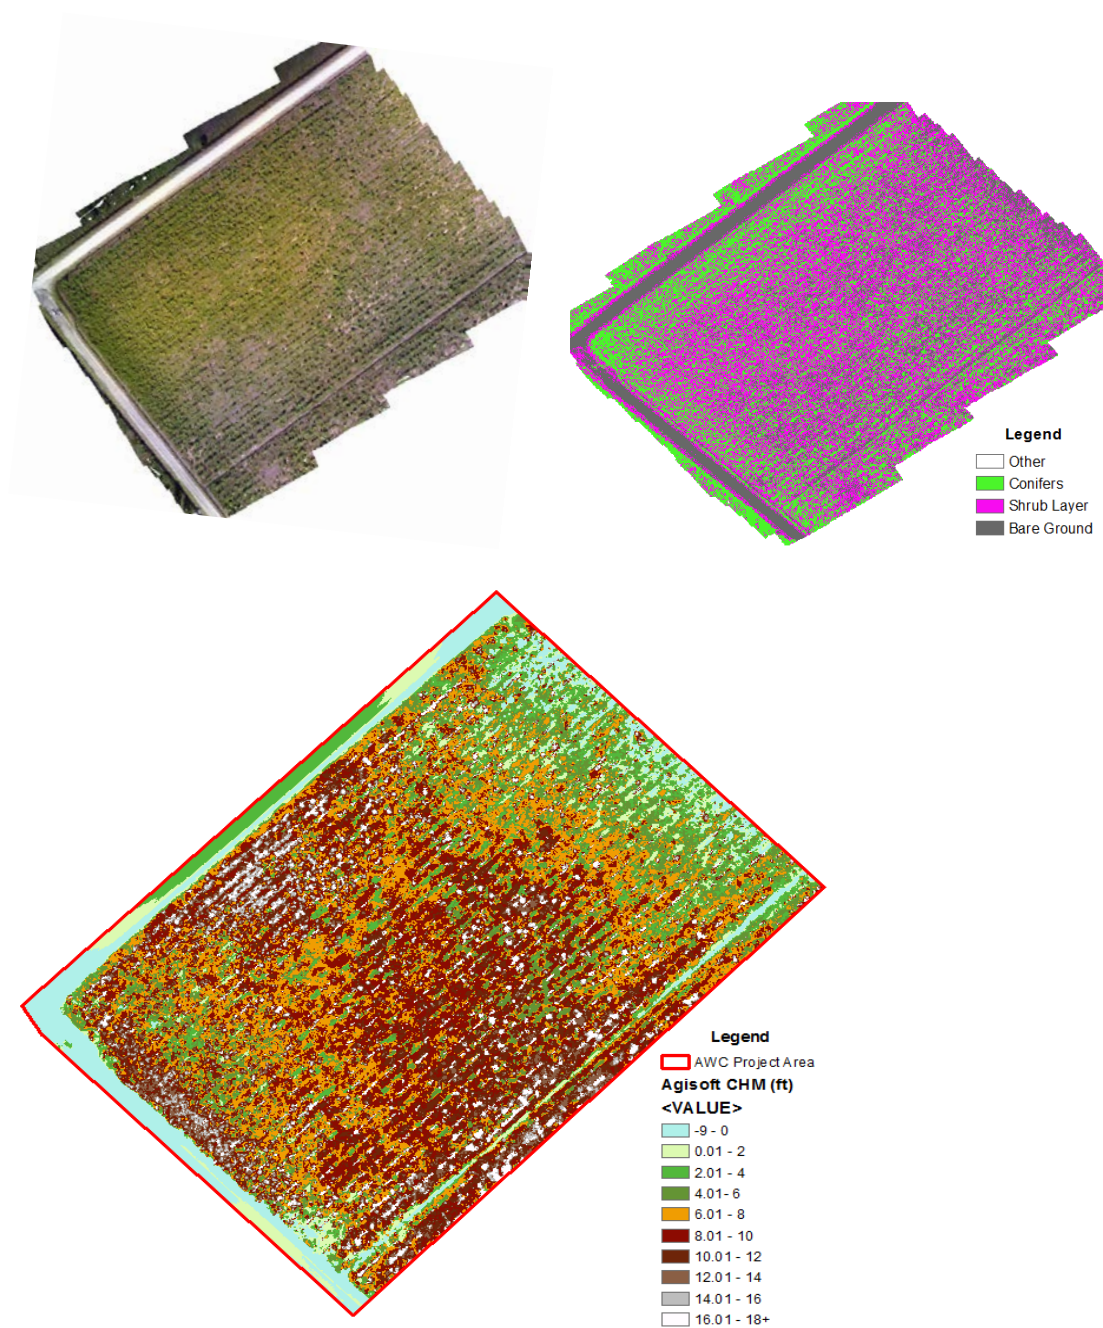 Legend
Other
Conifers
Shrub Layer
Bare Ground
Legend
AWC Project Area
Agisoft CHM (ft)
<VALUE>
-9 - 0
0.01 - 2
2.01 - 4
4.01- 6
6.01 - 8
8.01 - 10
10.01 - 12
12.01 - 14
14.01 - 16
16.01 - 18+